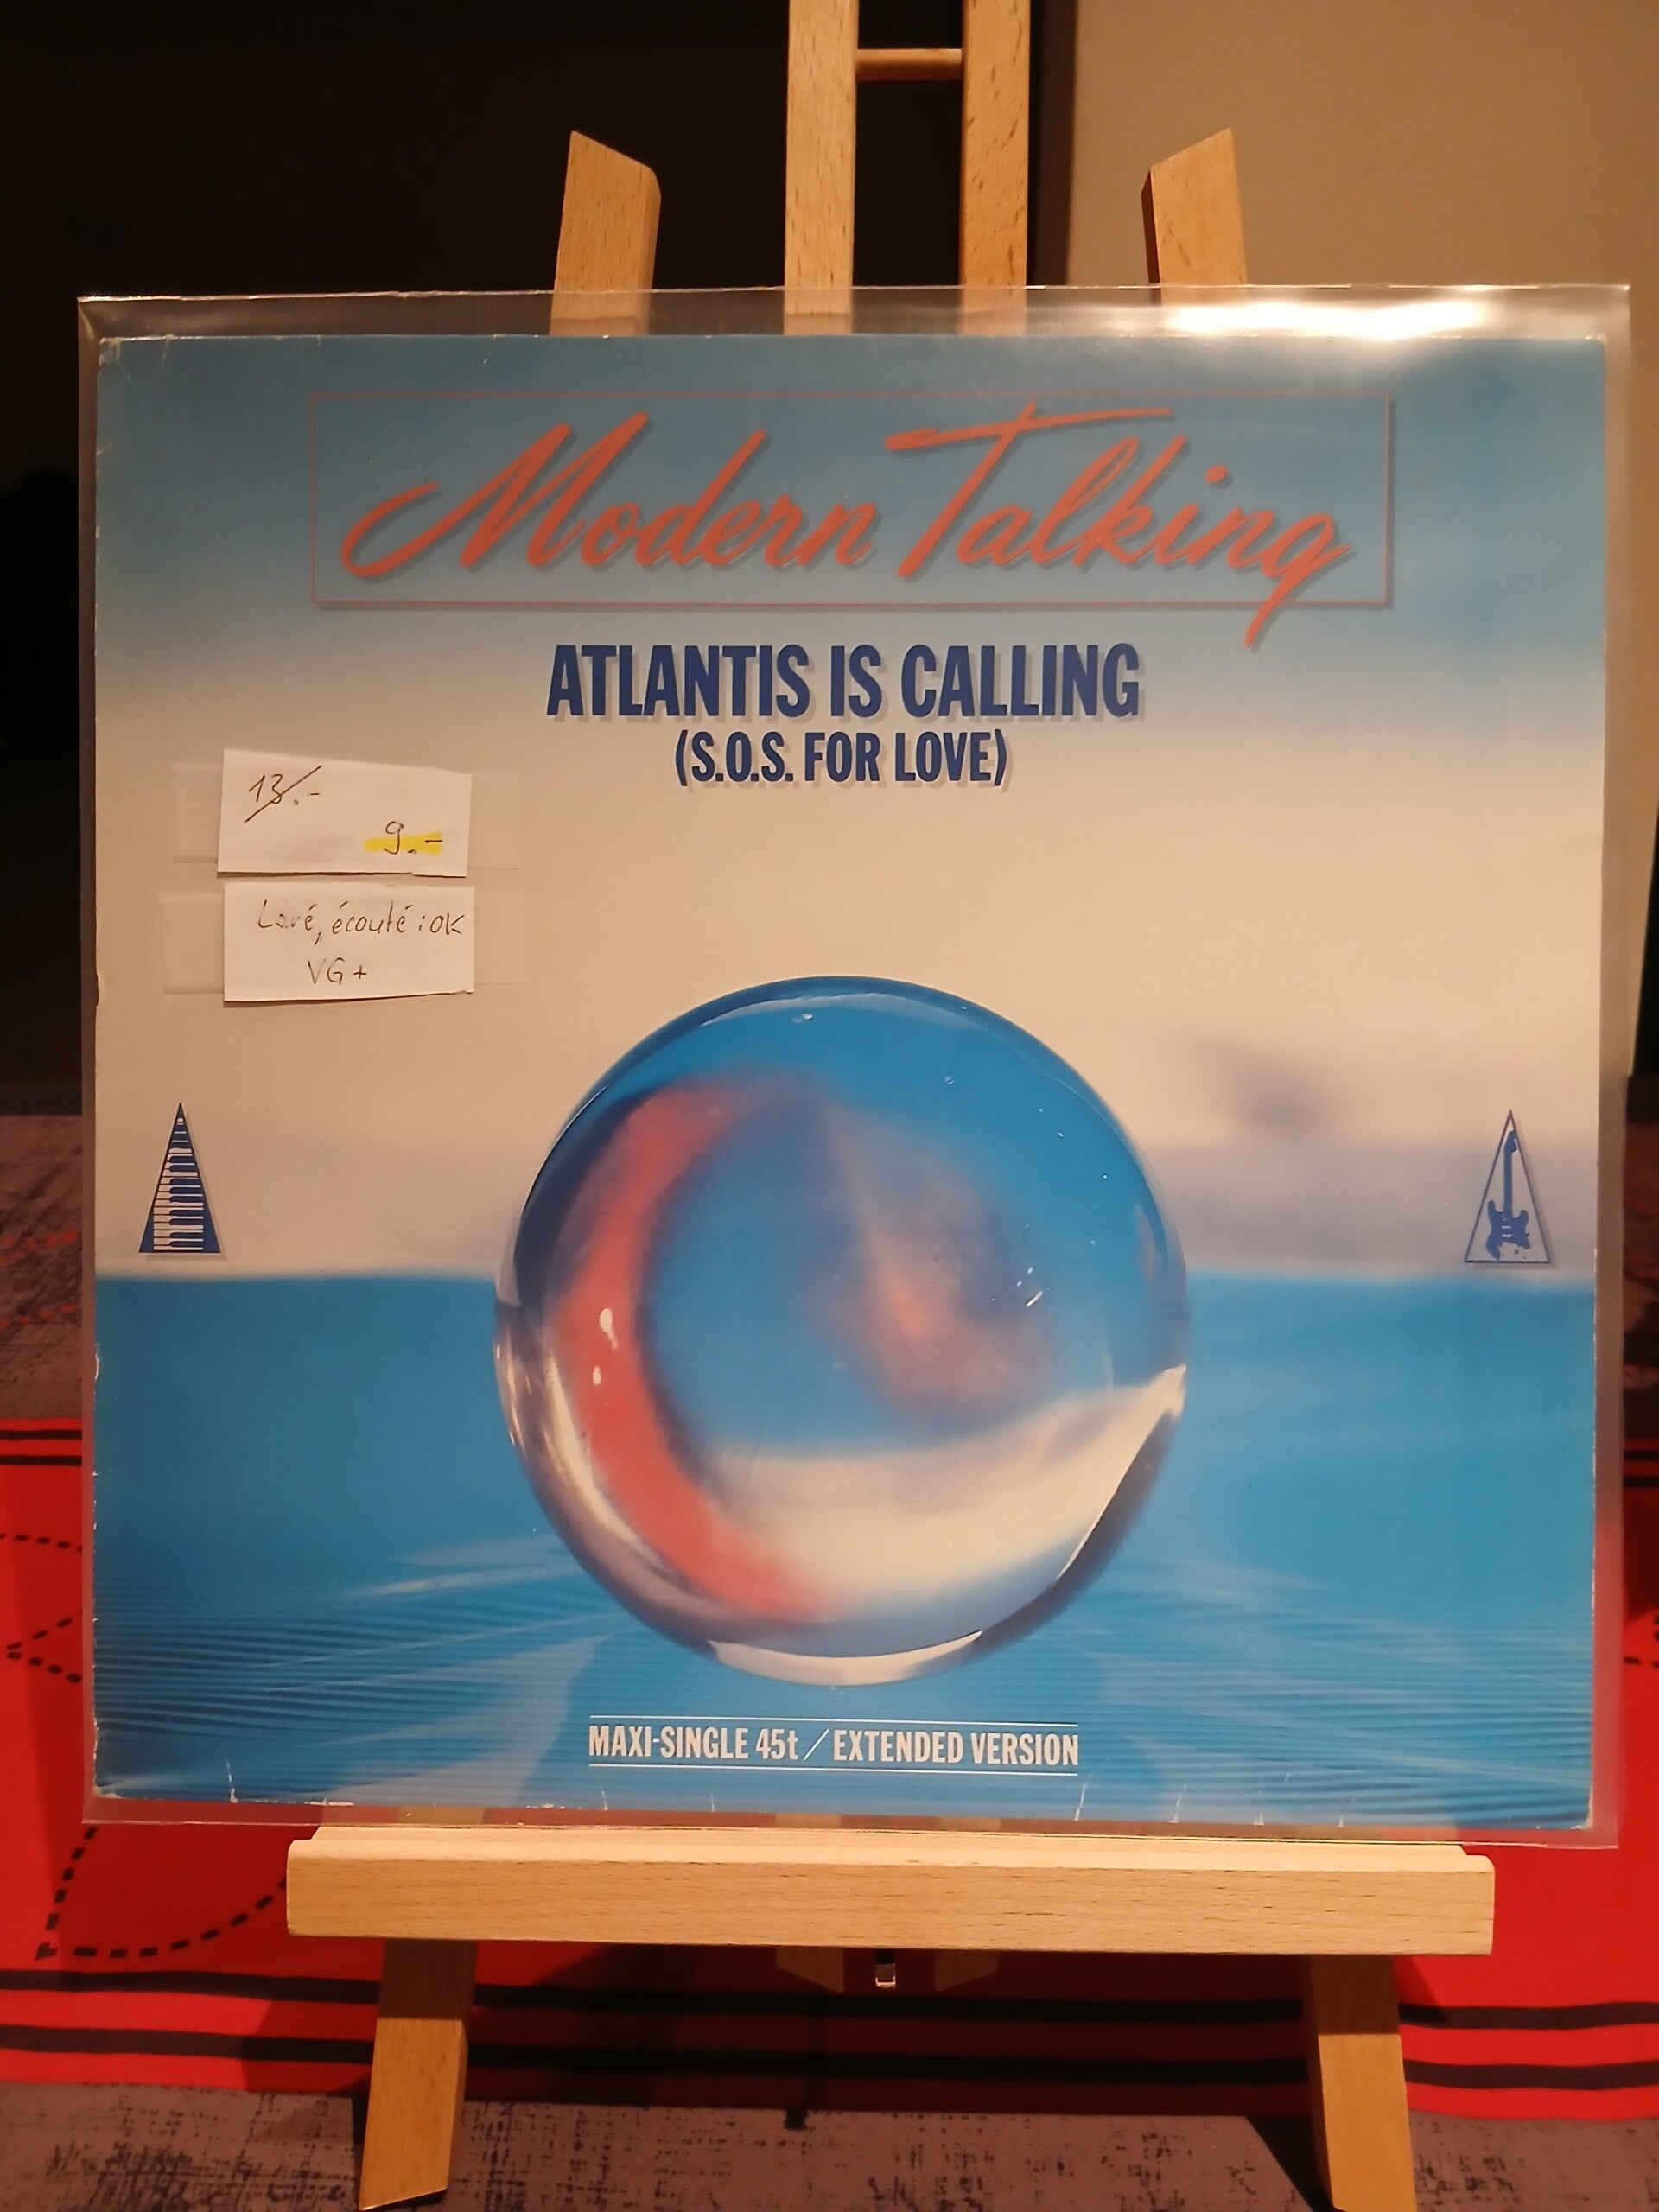 Modern Talking
ATLANTIS IS CALLING
(S.O.S. FOR LOVE)
13.-
9.-
Lavé, écouté : OK
VG+
MAXI-SINGLE 45t / EXTENDED VERSION